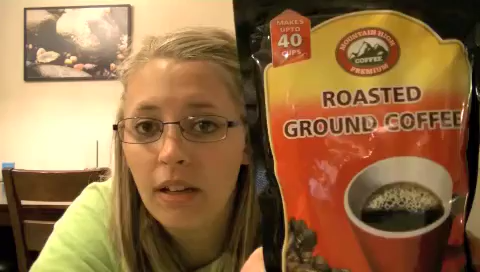 MAKES
UPTO
40
CUPS
MOUNTAIN HIGH
COFFEE
PREMIUM
ROASTED
GROUND COFFEE